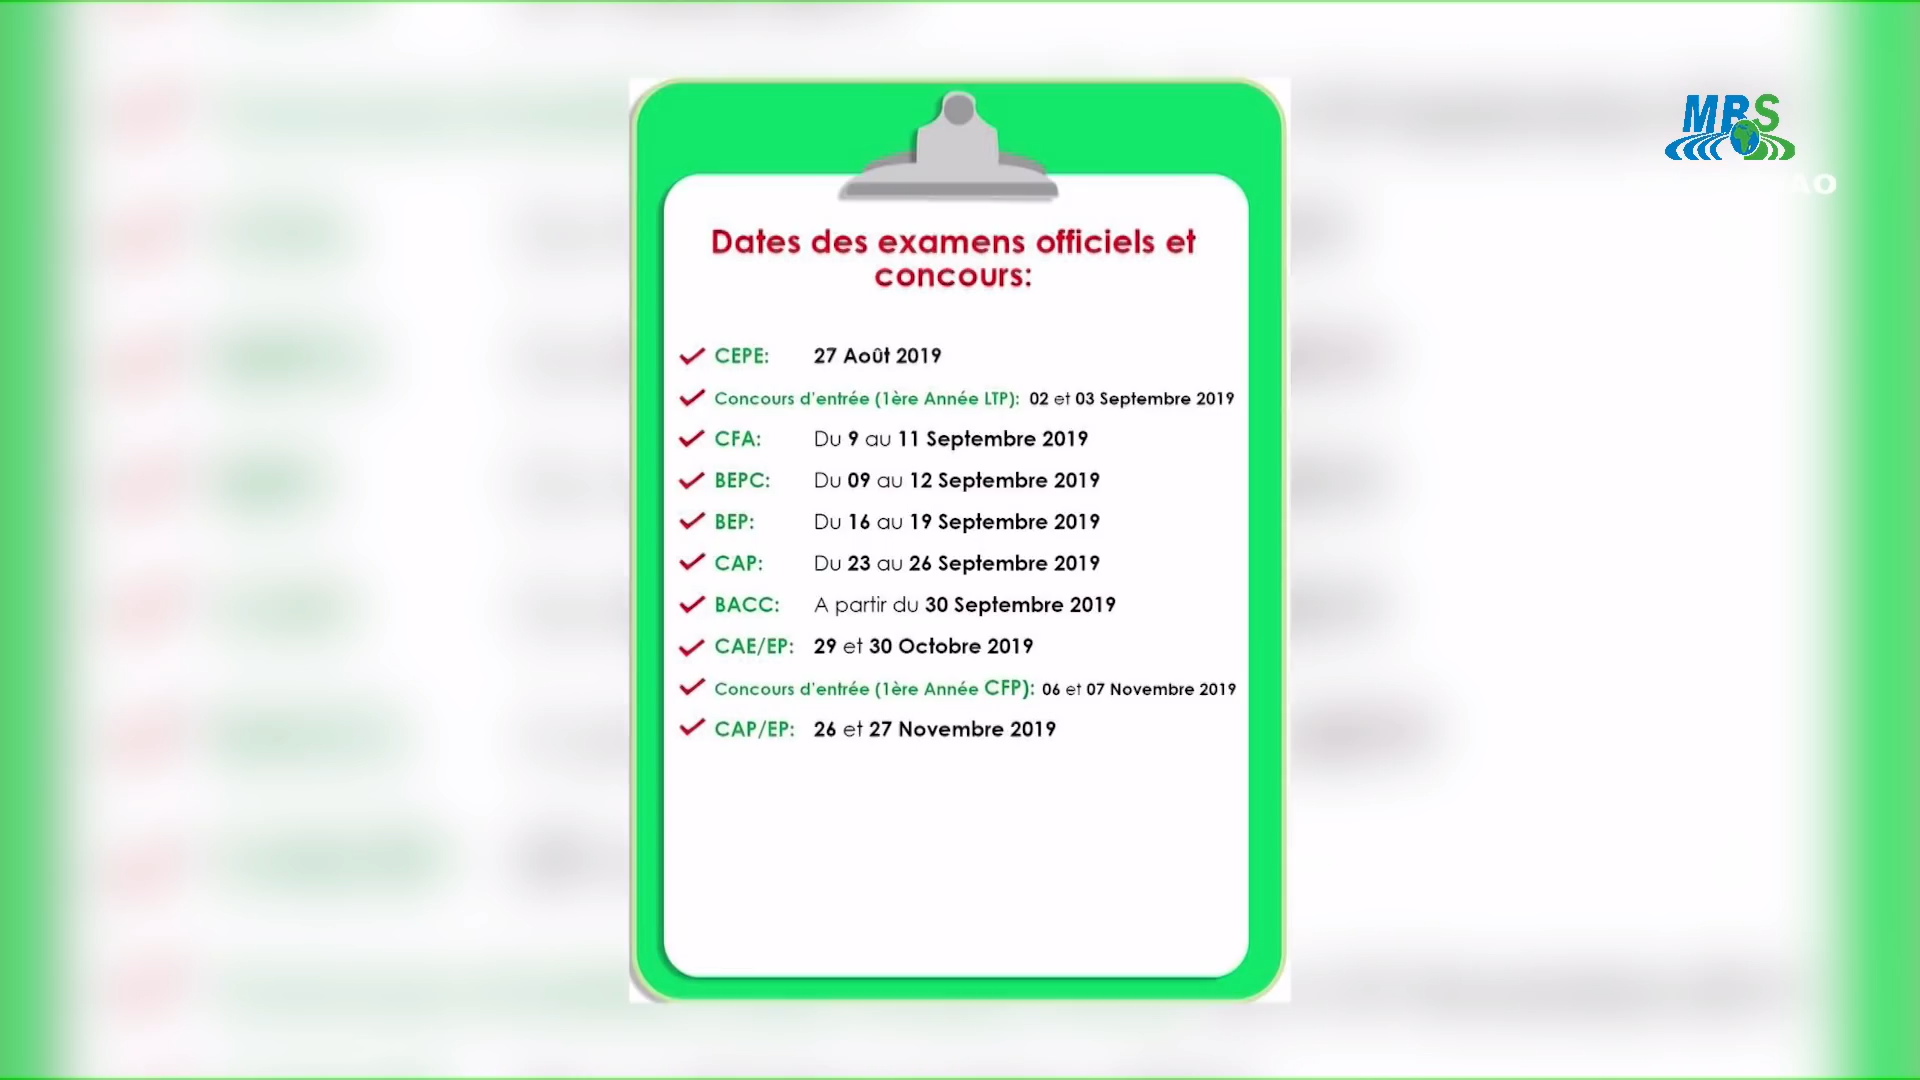 MBS
AO
Dates des examens officiels et
concours:
CEPE: 27 Août 2019
Concours d'entrée (1ère Année LTP): 02 et 03 Septembre 2019
CFA: Du 9 au 11 Septembre 2019
BEPC: Du 09 au 12 Septembre 2019
BEP: Du 16 au 19 Septembre 2019
CAP: Du 23 au 26 Septembre 2019
BACC: A partir du 30 Septembre 2019
CAE/EP: 29 et 30 Octobre 2019
Concours d'entrée (1ère Année CFP): 06 et 07 Novembre 2019
CAP/EP: 26 et 27 Novembre 2019